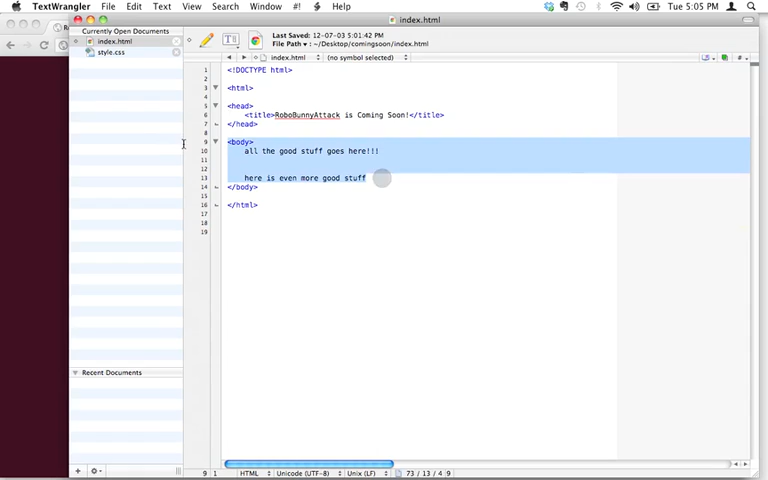 TextWrangler File Edit Text View Search Window #! Help Tue 5:05 PM
index.html
Currently Open Documents
index.html
style.css
Last Saved: 12-07-03 5:01:42 PM
File Path ▾ : ~/Desktop/comingsoon/index.html
index.html (no symbol selected)
1 <!DOCTYPE html>
2
3 <html>
4
5 <head>
6 <title>RoboBunnyAttack is Coming Soon!</title>
7 </head>
8
9 <body>
10 all the good stuff goes here!!!
11
12
13 here is even more good stuff
14 </body>
15
16 </html>
17
18
19
Recent Documents
9 1 HTML Unicode (UTF-8) Unix (LF) 73 / 13 / 4 9